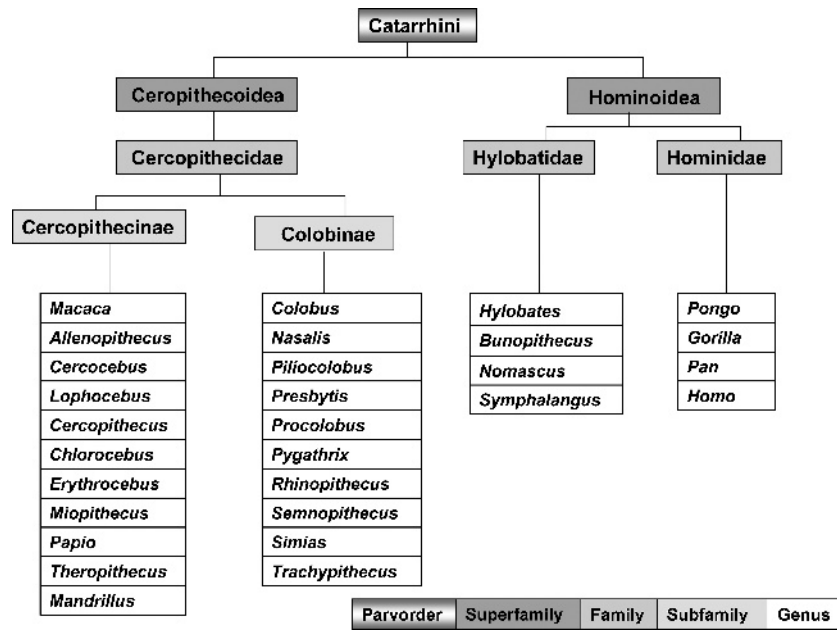 Catarrhini
Ceropithecoidea
Hominoidea
Cercopithecidae
Hylobatidae
Hominidae
Cercopithecinae
Colobinae
Macaca
Allenopithecus
Cercocebus
Lophocebus
Cercopithecus
Chlorocebus
Erythrocebus
Miopithecus
Papio
Theropithecus
Mandrillus
Colobus
Nasalis
Piliocolobus
Presbytis
Procolobus
Pygathrix
Rhinopithecus
Semnopithecus
Simias
Trachypithecus
Hylobates
Bunopithecus
Nomascus
Symphalangus
Pongo
Gorilla
Pan
Homo
Parvorder Superfamily Family Subfamily Genus